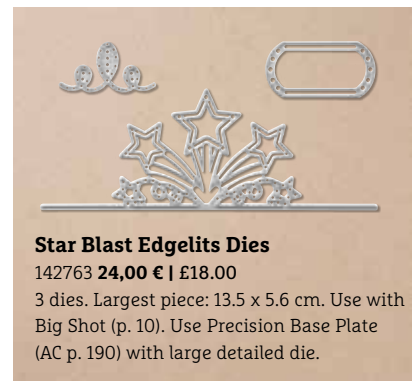 Star Blast Edgelits Dies
142763 24,00 € | £18.00
3 dies. Largest piece: 13.5 x 5.6 cm. Use with
Big Shot (p. 10). Use Precision Base Plate
(AC p. 190) with large detailed die.